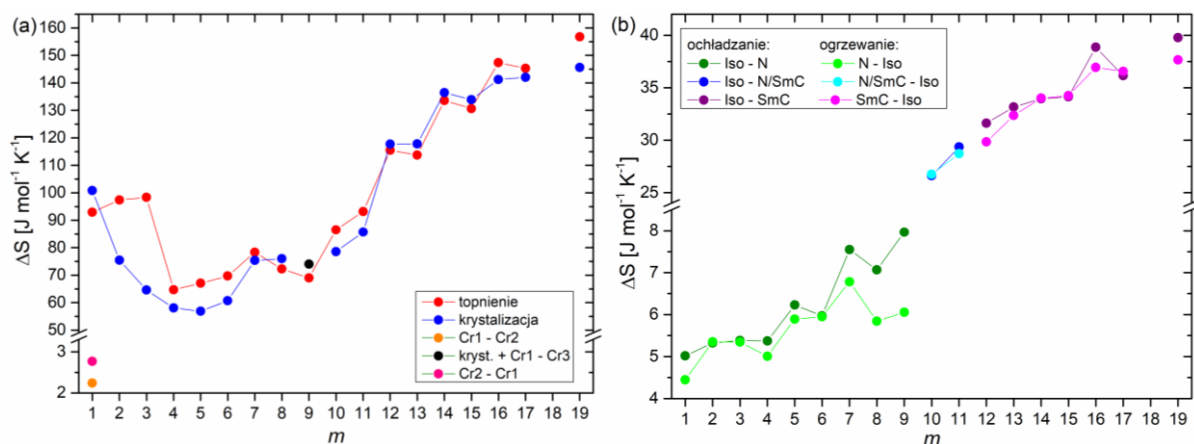 (a)
160
150
140
130
120
110
100
90
80
70
60
50
3
2
ΔS [J mol⁻¹ K⁻¹]
topnienie
krystalizacja
Cr1 - Cr2
kryst. + Cr1 - Cr3
Cr2 - Cr1
1 2 3 4 5 6 7 8 9 10 11 12 13 14 15 16 17 19
m
(b)
40
35
30
25
8
7
6
5
4
ΔS [J mol⁻¹ K⁻¹]
ochładzanie: ogrzewanie:
Iso - N N - Iso
Iso - N/SmC N/SmC - Iso
Iso - SmC SmC - Iso
1 2 3 4 5 6 7 8 9 10 11 12 13 14 15 16 17 19
m